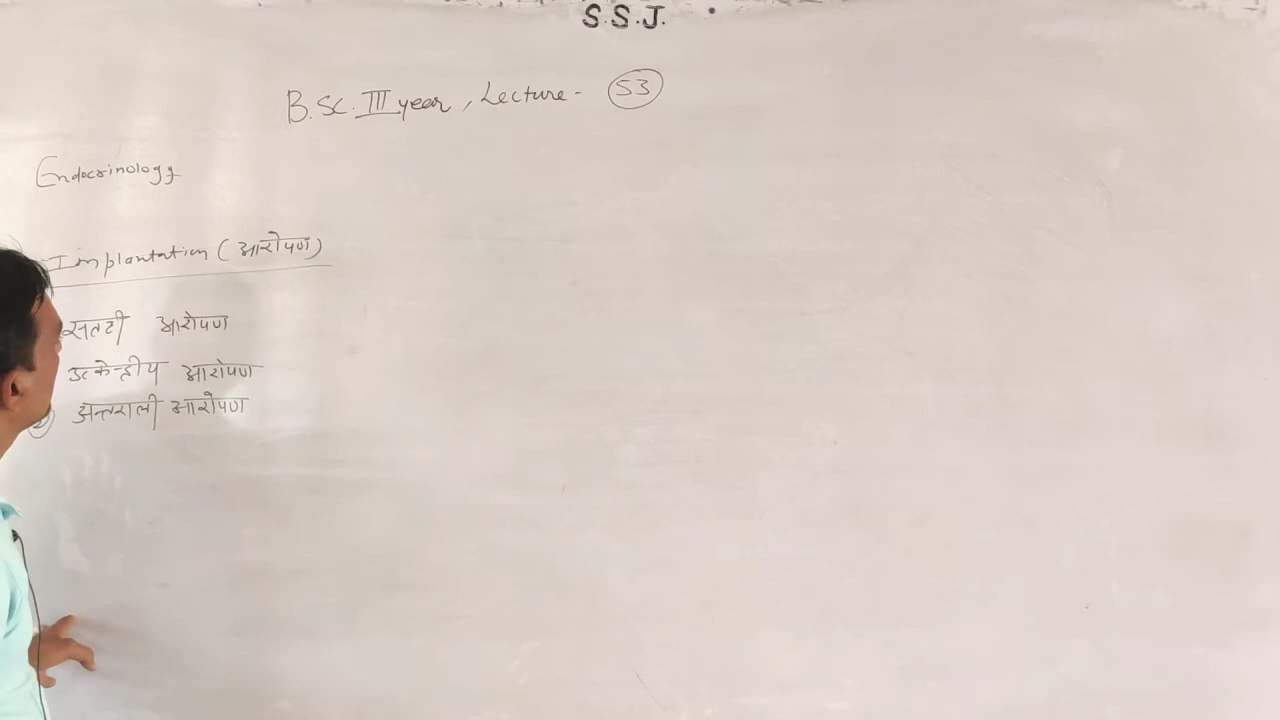 S.S.J.
B.Sc. III year, Lecture - 53
Endocrinology
Implantation (आरोपण)
सतही आरोपण
उत्केन्द्रीय आरोपण
अन्तराली आरोपण